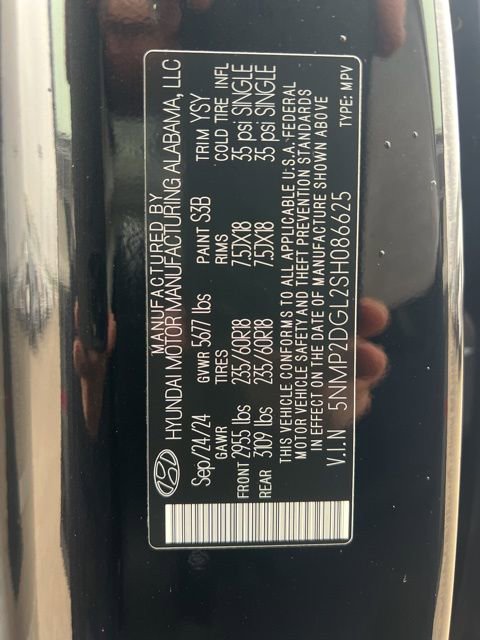 MANUFACTURED BY
HYUNDAI MOTOR MANUFACTURING ALABAMA, LLC
Sep/24/24 GVWR 5677 lbs PAINT S3B TRIM YSY
GAWR TIRES RIMS COLD TIRE INFL
FRONT 2955 lbs 235/60R18 7.5JX18 35 psi SINGLE
REAR 3109 lbs 235/60R18 7.5JX18 35 psi SINGLE
THIS VEHICLE CONFORMS TO ALL APPLICABLE U.S.A. FEDERAL
MOTOR VEHICLE SAFETY AND THEFT PREVENTION STANDARDS
IN EFFECT ON THE DATE OF MANUFACTURE SHOWN ABOVE
V.I.N 5NMP2DGL2SH086625 TYPE: MPV